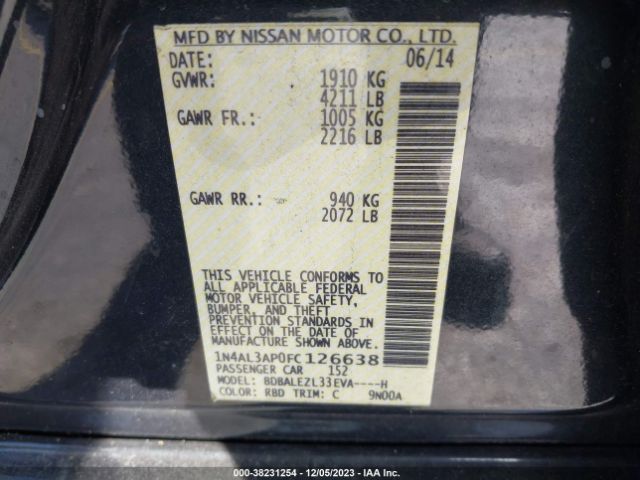 MFD BY NISSAN MOTOR CO., LTD.
DATE: 06/14
GVWR: 1910 KG
4211 LB
GAWR FR.: 1005 KG
2216 LB
GAWR RR.: 940 KG
2072 LB
THIS VEHICLE CONFORMS TO
ALL APPLICABLE FEDERAL
MOTOR VEHICLE SAFETY,
BUMPER, AND THEFT
PREVENTION STANDARDS IN
EFFECT ON THE DATE OF
MANUFACTURE SHOWN ABOVE.
1N4AL3AP0FC126638
PASSENGER CAR 152
MODEL: BDBALEZL33EVA----H
COLOR: RBD TRIM: C 9N00A
000-38231254 | 12/05/2023 | IAA Inc.